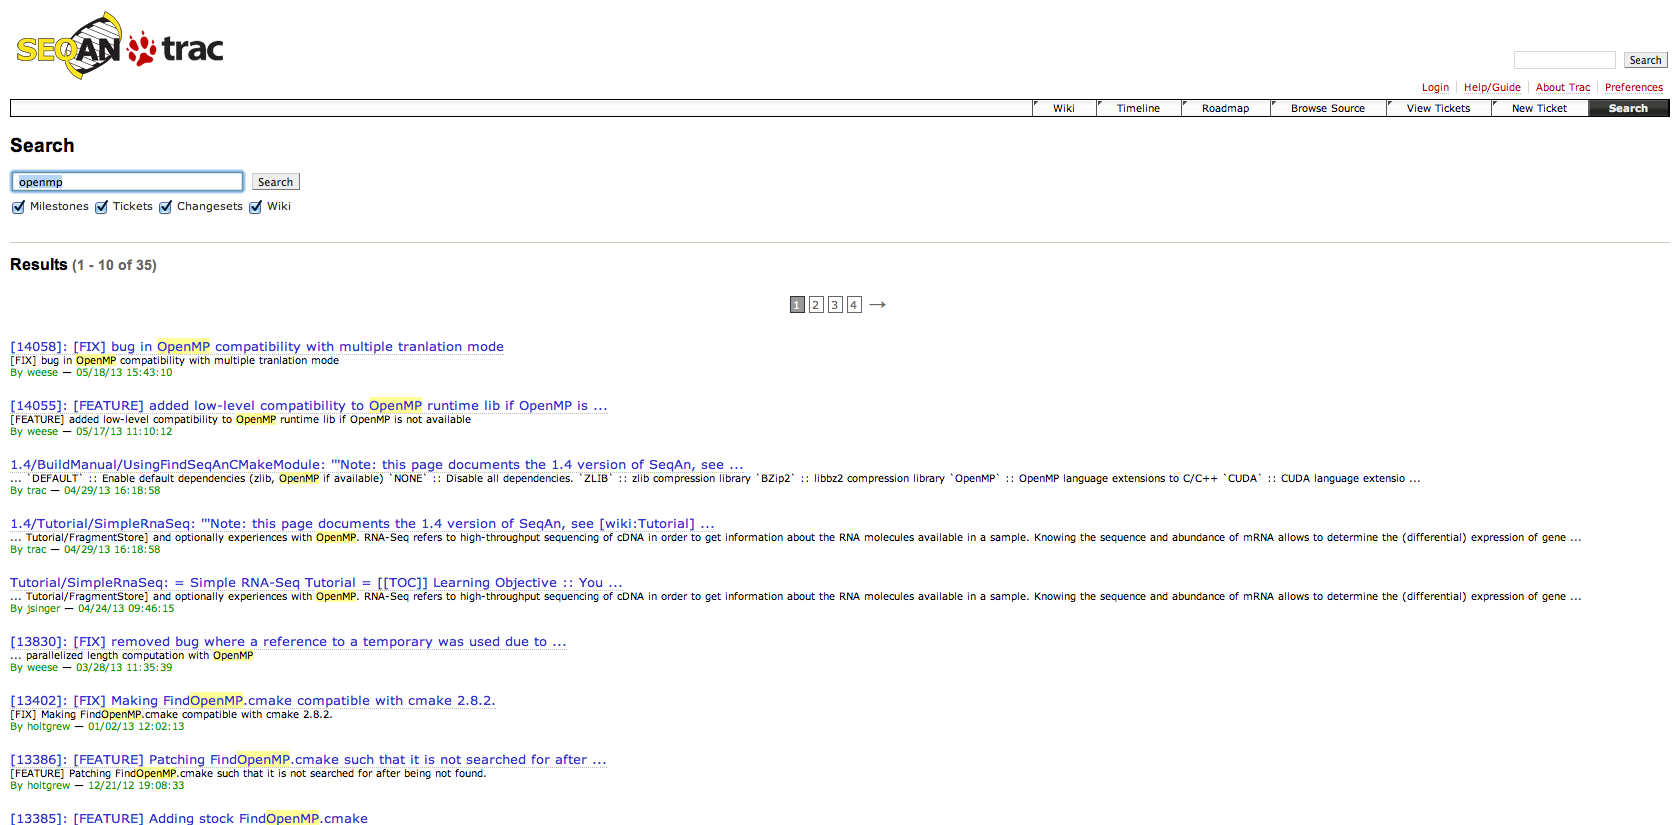 SEQAN trac
Search
Login Help/Guide About Trac Preferences
Wiki Timeline Roadmap Browse Source View Tickets New Ticket Search
Search
openmp Search
Milestones Tickets Changesets Wiki
Results (1 - 10 of 35)
1 2 3 4 →
[14058]: [FIX] bug in OpenMP compatibility with multiple tranlation mode
[FIX] bug in OpenMP compatibility with multiple tranlation mode
By weese — 05/18/13 15:43:10
[14055]: [FEATURE] added low-level compatibility to OpenMP runtime lib if OpenMP is ...
[FEATURE] added low-level compatibility to OpenMP runtime lib if OpenMP is not available
By weese — 05/17/13 11:10:12
1.4/BuildManual/UsingFindSeqAnCMakeModule: '"Note: this page documents the 1.4 version of SeqAn, see ...
... `DEFAULT` :: Enable default dependencies (zlib, OpenMP if available) `NONE` :: Disable all dependencies. `ZLIB` :: zlib compression library `BZip2` :: libbz2 compression library `OpenMP` :: OpenMP language extensions to C/C++ `CUDA` :: CUDA language extensio ...
By trac — 04/29/13 16:18:58
1.4/Tutorial/SimpleRnaSeq: '"Note: this page documents the 1.4 version of SeqAn, see [wiki:Tutorial] ...
... Tutorial/FragmentStore] and optionally experiences with OpenMP. RNA-Seq refers to high-throughput sequencing of cDNA in order to get information about the RNA molecules available in a sample. Knowing the sequence and abundance of mRNA allows to determine the (differential) expression of gene ...
By trac — 04/29/13 16:18:58
Tutorial/SimpleRnaSeq: = Simple RNA-Seq Tutorial = [[TOC]] Learning Objective :: You ...
... Tutorial/FragmentStore] and optionally experiences with OpenMP. RNA-Seq refers to high-throughput sequencing of cDNA in order to get information about the RNA molecules available in a sample. Knowing the sequence and abundance of mRNA allows to determine the (differential) expression of gene ...
By jsinger — 04/24/13 09:46:15
[13830]: [FIX] removed bug where a reference to a temporary was used due to ...
... parallelized length computation with OpenMP
By weese — 03/28/13 11:35:39
[13402]: [FIX] Making FindOpenMP.cmake compatible with cmake 2.8.2.
[FIX] Making FindOpenMP.cmake compatible with cmake 2.8.2.
By holtgrew — 01/02/13 12:02:13
[13386]: [FEATURE] Patching FindOpenMP.cmake such that it is not searched for after ...
[FEATURE] Patching FindOpenMP.cmake such that it is not searched for after being not found.
By holtgrew — 12/21/12 19:08:33
[13385]: [FEATURE] Adding stock FindOpenMP.cmake